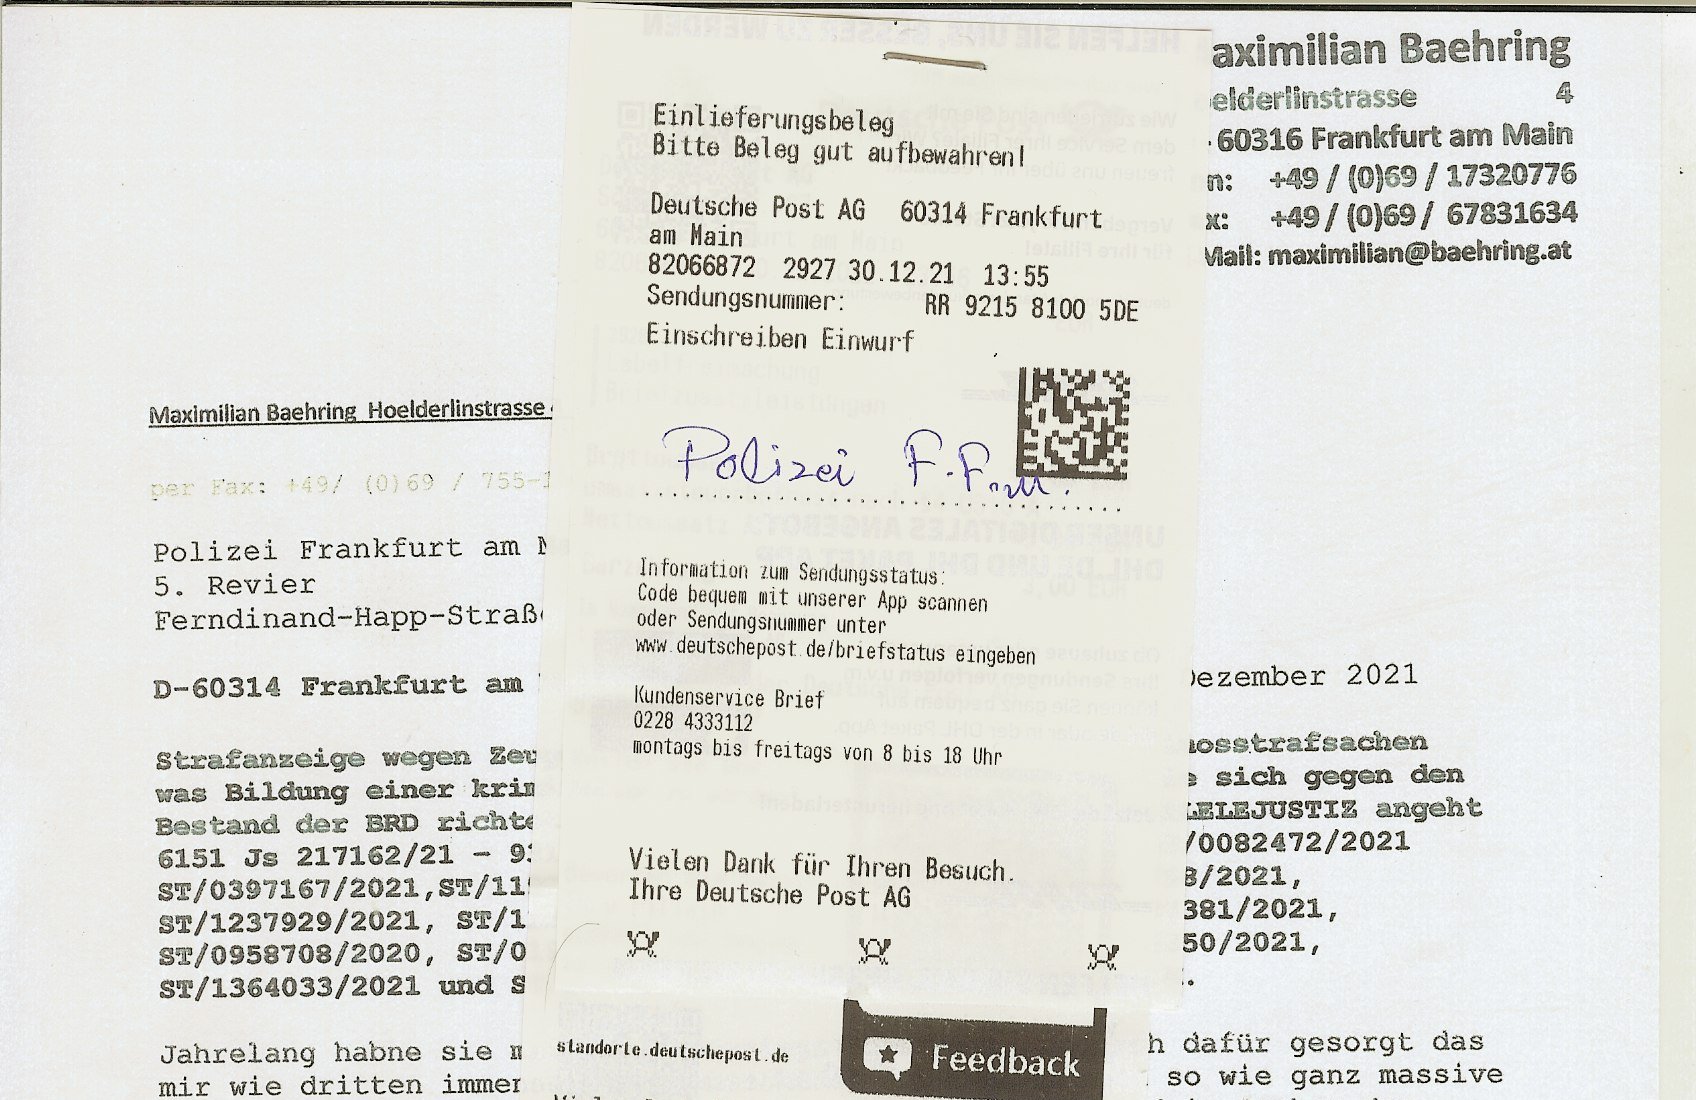 aximilian Baehring
elderlinstrasse 4
60316 Frankfurt am Main
n: +49 / (0)69 / 17320776
x: +49 / (0)69 / 67831634
Mail: maximilian@baehring.at
Einlieferungsbeleg
Bitte Beleg gut aufbewahren!
Deutsche Post AG 60314 Frankfurt
am Main
82066872 2927 30.12.21 13:55
Sendungsnummer: RR 9215 8100 5DE
Einschreiben Einwurf
Polizei F.F.m.
Information zum Sendungsstatus:
Code bequem mit unserer App scannen
oder Sendungsnummer unter
www.deutschepost.de/briefstatus eingeben
Kundenservice Brief
0228 4333112
montags bis freitags von 8 bis 18 Uhr
Vielen Dank für Ihren Besuch.
Ihre Deutsche Post AG
standorte.deutschepost.de
Feedback
Maximilian Baehring Hoelderlinstrasse
per Fax: +49/ (0)69 / 755-1
Polizei Frankfurt am M
5. Revier
Ferndinand-Happ-Straß
D-60314 Frankfurt am
Dezember 2021
Strafanzeige wegen Zeu nosstrafsachen
was Bildung einer krim e sich gegen den
Bestand der BRD richte LELEJUSTIZ angeht
6151 Js 217162/21 - 93 /0082472/2021
ST/0397167/2021,ST/11 8/2021,
ST/1237929/2021, ST/1 381/2021,
ST/0958708/2020, ST/0 50/2021,
ST/1364033/2021 und S .
Jahrelang habne sie m h dafür gesorgt das
mir wie dritten immer so wie ganz massive